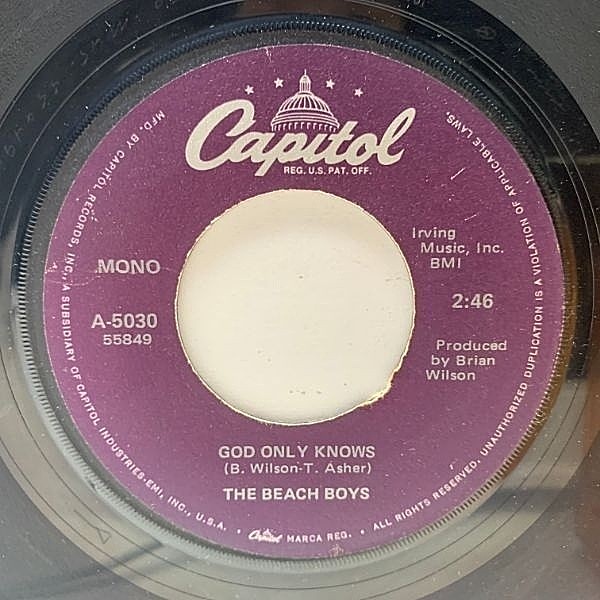 Capitol
REG. U.S. PAT. OFF.
MONO
A-5030
55849
Irving
Music, Inc.
BMI
2:46
Produced
by Brian
Wilson
GOD ONLY KNOWS
(B. Wilson-T. Asher)
THE BEACH BOYS
MFD. BY CAPITOL RECORDS, INC., A SUBSIDIARY OF CAPITOL INDUSTRIES-EMI, INC., U.S.A. • Capitol MARCA REG. • ALL RIGHTS RESERVED. UNAUTHORIZED DUPLICATION IS A VIOLATION OF APPLICABLE LAWS.